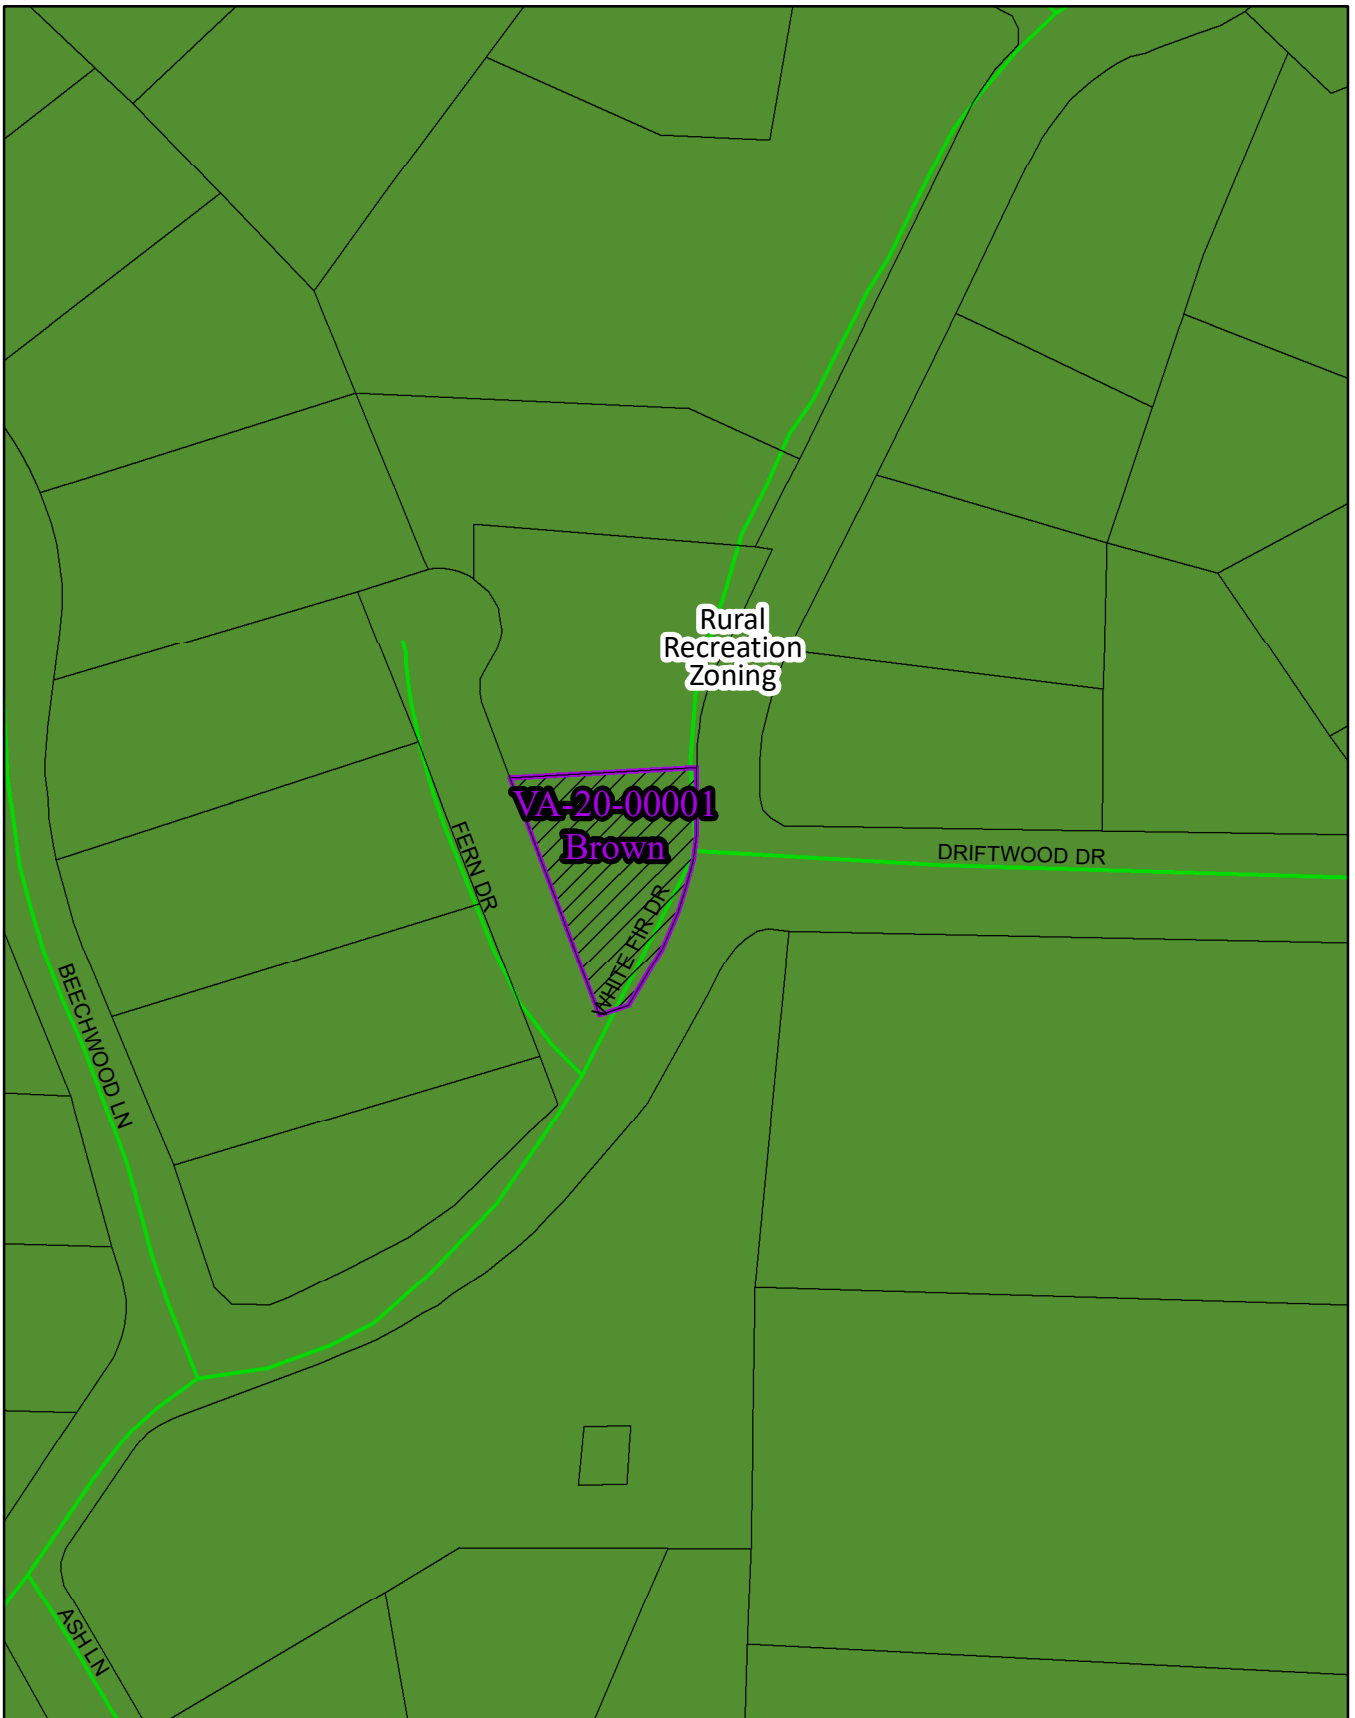 Rural
Recreation
Zoning
VA-20-00001
Brown
FERN DR
DRIFTWOOD DR
WHITE FIR DR
BEECHWOOD LN
ASH LN